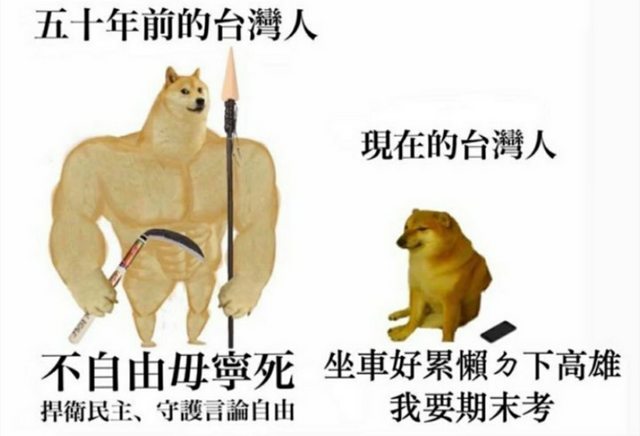 五十年前的台灣人
現在的台灣人
不自由毋寧死
捍衛民主、守護言論自由
坐車好累懶ㄉ下高雄
我要期末考